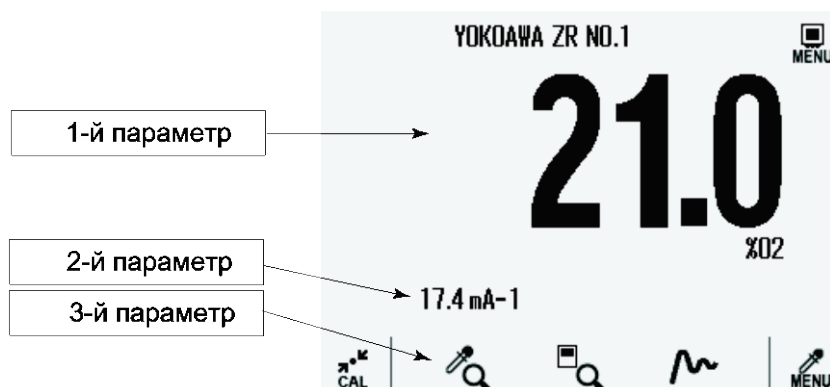 YOKOAWA ZR NO.1
MENU
1-й параметр
21.0
%O2
2-й параметр
17.4 mA-1
3-й параметр
CAL
MENU